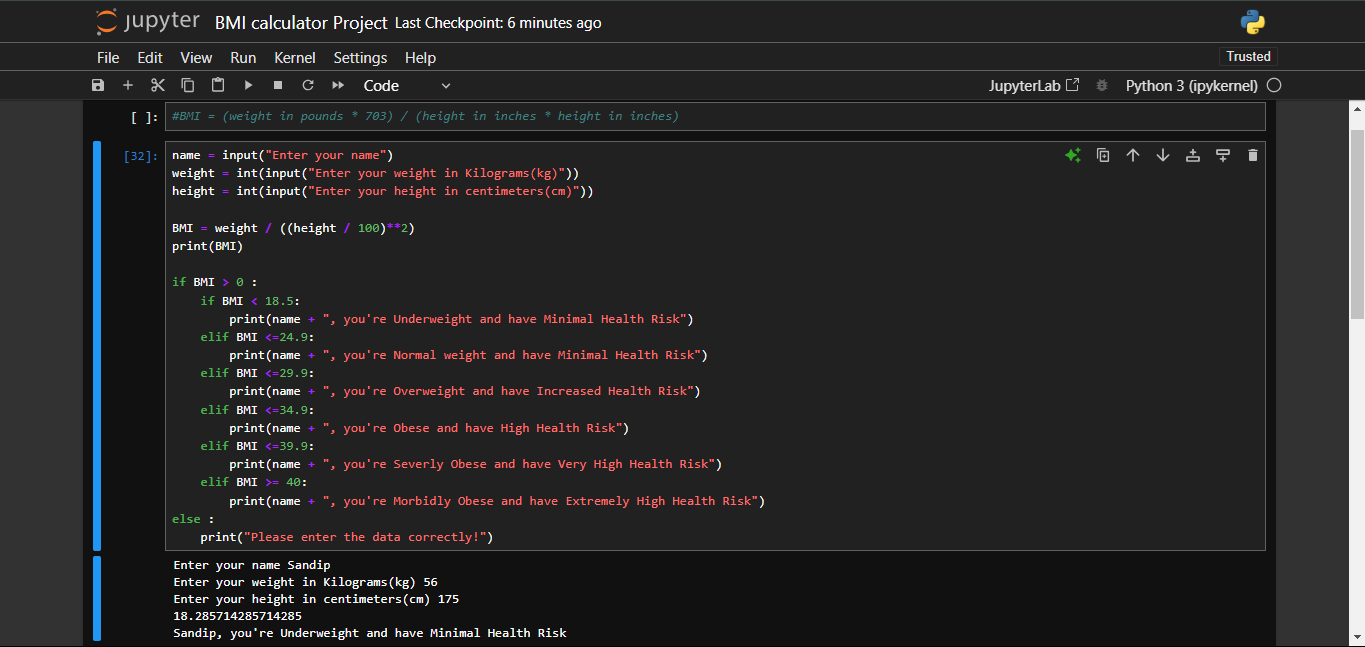 jupyter BMI calculator Project Last Checkpoint: 6 minutes ago
File Edit View Run Kernel Settings Help Trusted
Code JupyterLab Python 3 (ipykernel)
[ ]: #BMI = (weight in pounds * 703) / (height in inches * height in inches)
[32]: name = input("Enter your name")
weight = int(input("Enter your weight in Kilograms(kg)"))
height = int(input("Enter your height in centimeters(cm)"))
BMI = weight / ((height / 100)**2)
print(BMI)
if BMI > 0 :
if BMI < 18.5:
print(name + ", you're Underweight and have Minimal Health Risk")
elif BMI <=24.9:
print(name + ", you're Normal weight and have Minimal Health Risk")
elif BMI <=29.9:
print(name + ", you're Overweight and have Increased Health Risk")
elif BMI <=34.9:
print(name + ", you're Obese and have High Health Risk")
elif BMI <=39.9:
print(name + ", you're Severly Obese and have Very High Health Risk")
elif BMI >= 40:
print(name + ", you're Morbidly Obese and have Extremely High Health Risk")
else :
print("Please enter the data correctly!")
Enter your name Sandip
Enter your weight in Kilograms(kg) 56
Enter your height in centimeters(cm) 175
18.285714285714285
Sandip, you're Underweight and have Minimal Health Risk